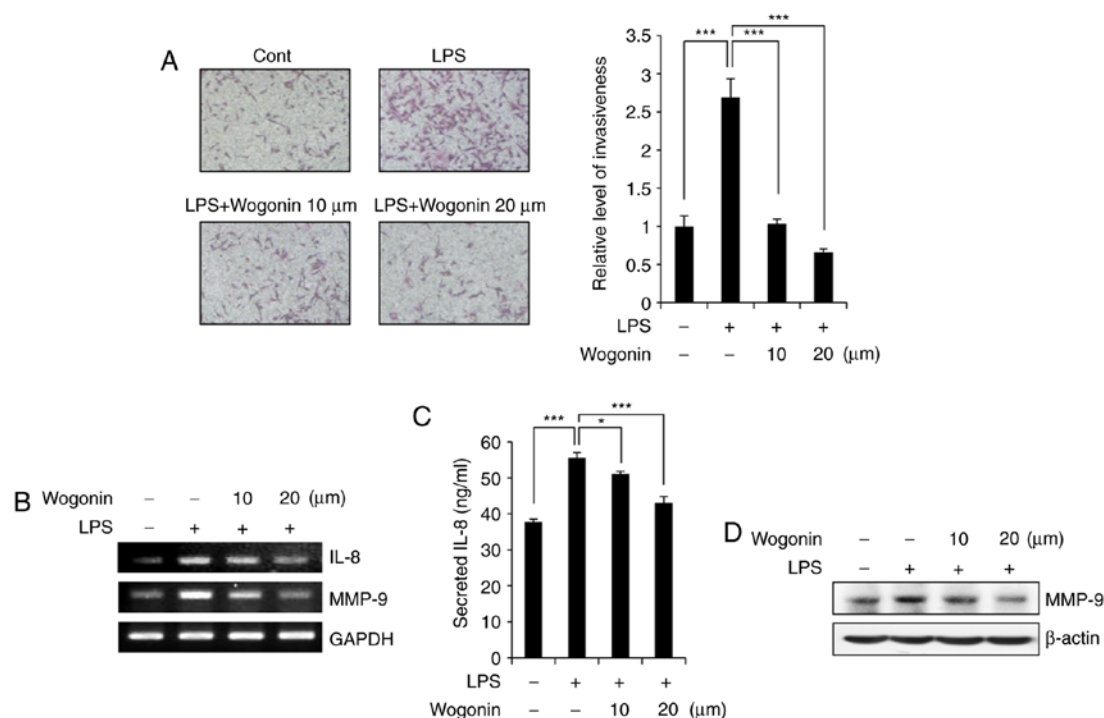 A
Cont
LPS
LPS+Wogonin 10 μm
LPS+Wogonin 20 μm
Relative level of invasiveness
3.5
3
2.5
2
1.5
1
0.5
0
*** *** ***
LPS − + + +
Wogonin − − 10 20 (μm)
B
Wogonin − − 10 20 (μm)
LPS − + + +
IL-8
MMP-9
GAPDH
C
Secreted IL-8 (ng/ml)
60
50
40
30
20
10
0
*** * ***
LPS − + + +
Wogonin − − 10 20 (μm)
D
Wogonin − − 10 20 (μm)
LPS − + + +
MMP-9
β-actin